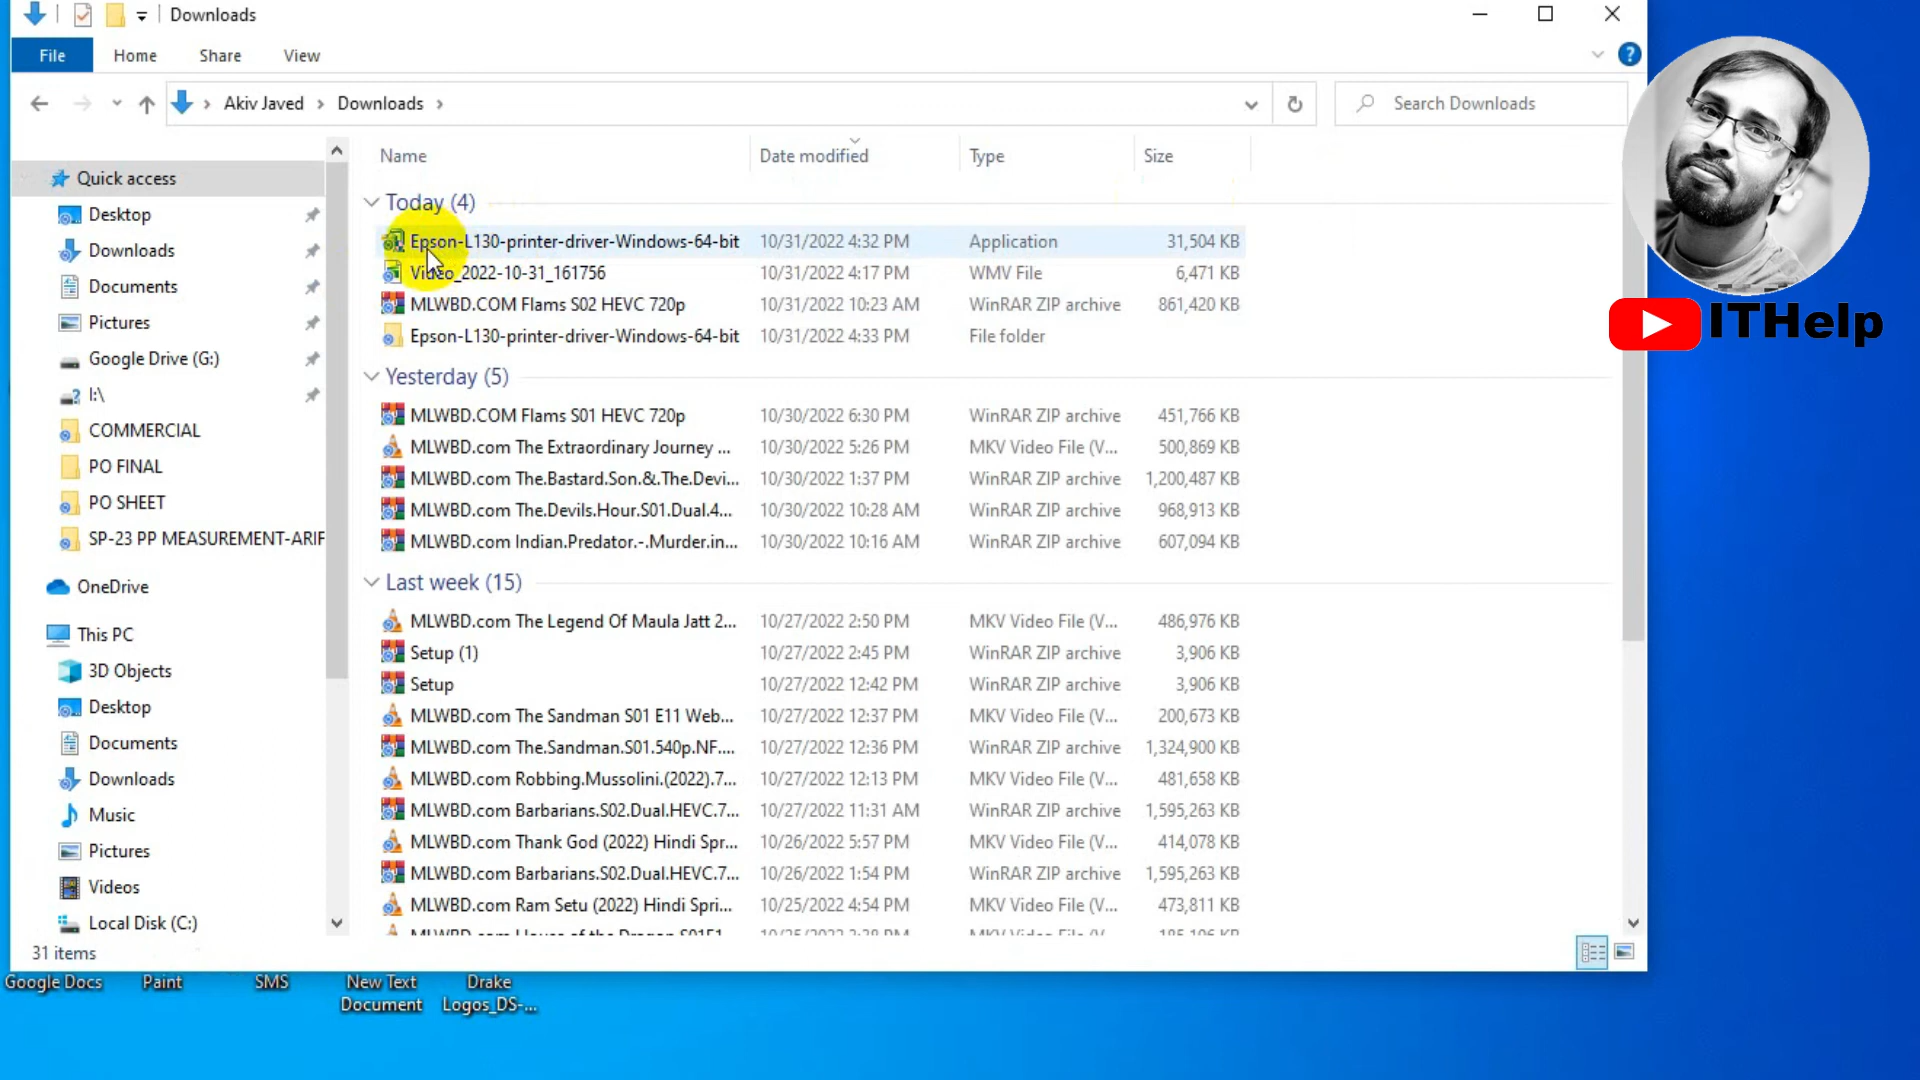 Downloads
File Home Share View
Akiv Javed Downloads Search Downloads
Name Date modified Type Size
Quick access
Desktop
Downloads
Documents
Pictures
Google Drive (G:)
I:\
COMMERCIAL
PO FINAL
PO SHEET
SP-23 PP MEASUREMENT-ARIF
OneDrive
This PC
3D Objects
Desktop
Documents
Downloads
Music
Pictures
Videos
Local Disk (C:)
Today (4)
Epson-L130-printer-driver-Windows-64-bit 10/31/2022 4:32 PM Application 31,504 KB
Video_2022-10-31_161756 10/31/2022 4:17 PM WMV File 6,471 KB
MLWBD.COM Flams S02 HEVC 720p 10/31/2022 10:23 AM WinRAR ZIP archive 861,420 KB
Epson-L130-printer-driver-Windows-64-bit 10/31/2022 4:33 PM File folder
Yesterday (5)
MLWBD.COM Flams S01 HEVC 720p 10/30/2022 6:30 PM WinRAR ZIP archive 451,766 KB
MLWBD.com The Extraordinary Journey ... 10/30/2022 5:26 PM MKV Video File (V... 500,869 KB
MLWBD.com The.Bastard.Son.&.The.Devi... 10/30/2022 1:37 PM WinRAR ZIP archive 1,200,487 KB
MLWBD.com The.Devils.Hour.S01.Dual.4... 10/30/2022 10:28 AM WinRAR ZIP archive 968,913 KB
MLWBD.com Indian.Predator.-.Murder.in... 10/30/2022 10:16 AM WinRAR ZIP archive 607,094 KB
Last week (15)
MLWBD.com The Legend Of Maula Jatt 2... 10/27/2022 2:50 PM MKV Video File (V... 486,976 KB
Setup (1) 10/27/2022 2:45 PM WinRAR ZIP archive 3,906 KB
Setup 10/27/2022 12:42 PM WinRAR ZIP archive 3,906 KB
MLWBD.com The Sandman S01 E11 Web... 10/27/2022 12:37 PM MKV Video File (V... 200,673 KB
MLWBD.com The.Sandman.S01.540p.NF.... 10/27/2022 12:36 PM WinRAR ZIP archive 1,324,900 KB
MLWBD.com Robbing.Mussolini.(2022).7... 10/27/2022 12:13 PM MKV Video File (V... 481,658 KB
MLWBD.com Barbarians.S02.Dual.HEVC.7... 10/27/2022 11:31 AM WinRAR ZIP archive 1,595,263 KB
MLWBD.com Thank God (2022) Hindi Spr... 10/26/2022 5:57 PM MKV Video File (V... 414,078 KB
MLWBD.com Barbarians.S02.Dual.HEVC.7... 10/26/2022 1:54 PM WinRAR ZIP archive 1,595,263 KB
MLWBD.com Ram Setu (2022) Hindi Spri... 10/25/2022 4:54 PM MKV Video File (V... 473,811 KB
31 items
ITHelp
Google Docs
Paint
SMS
New Text
Document
Drake
Logos_DS-...